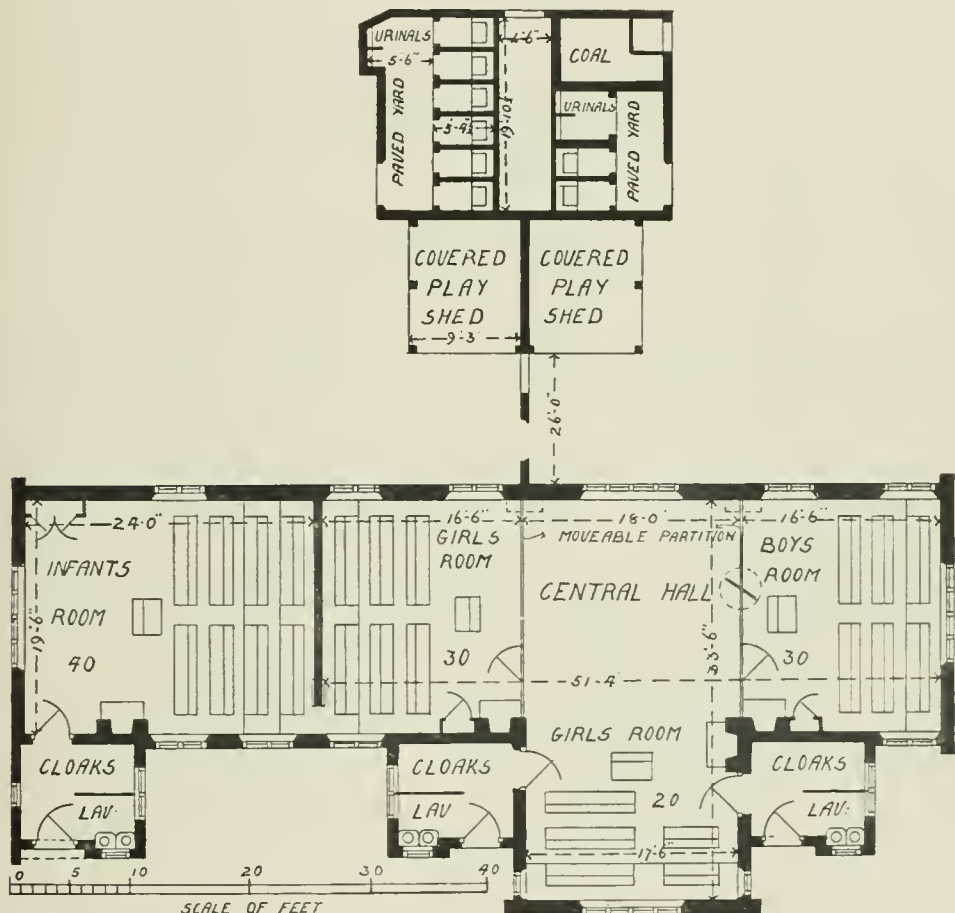 URINALS
5'-6"
4'-6"
COAL
PAVED YARD
3'-4½
19'-10½
URINALS
PAVED YARD
COVERED
PLAY
SHED
9'-3"
COVERED
PLAY
SHED
26'-0"
24'-0"
16'-6"
18'-0"
16'-6"
GIRLS
ROOM
MOVEABLE PARTITION
BOYS
ROOM
INFANTS
ROOM
40
19'-6"
30
CENTRAL HALL
33'-6"
30
51'-4"
GIRLS ROOM
20
CLOAKS
LAV:
CLOAKS
LAV
CLOAKS
LAV:
17'-6"
0 5 10 20 30 40
SCALE OF FEET